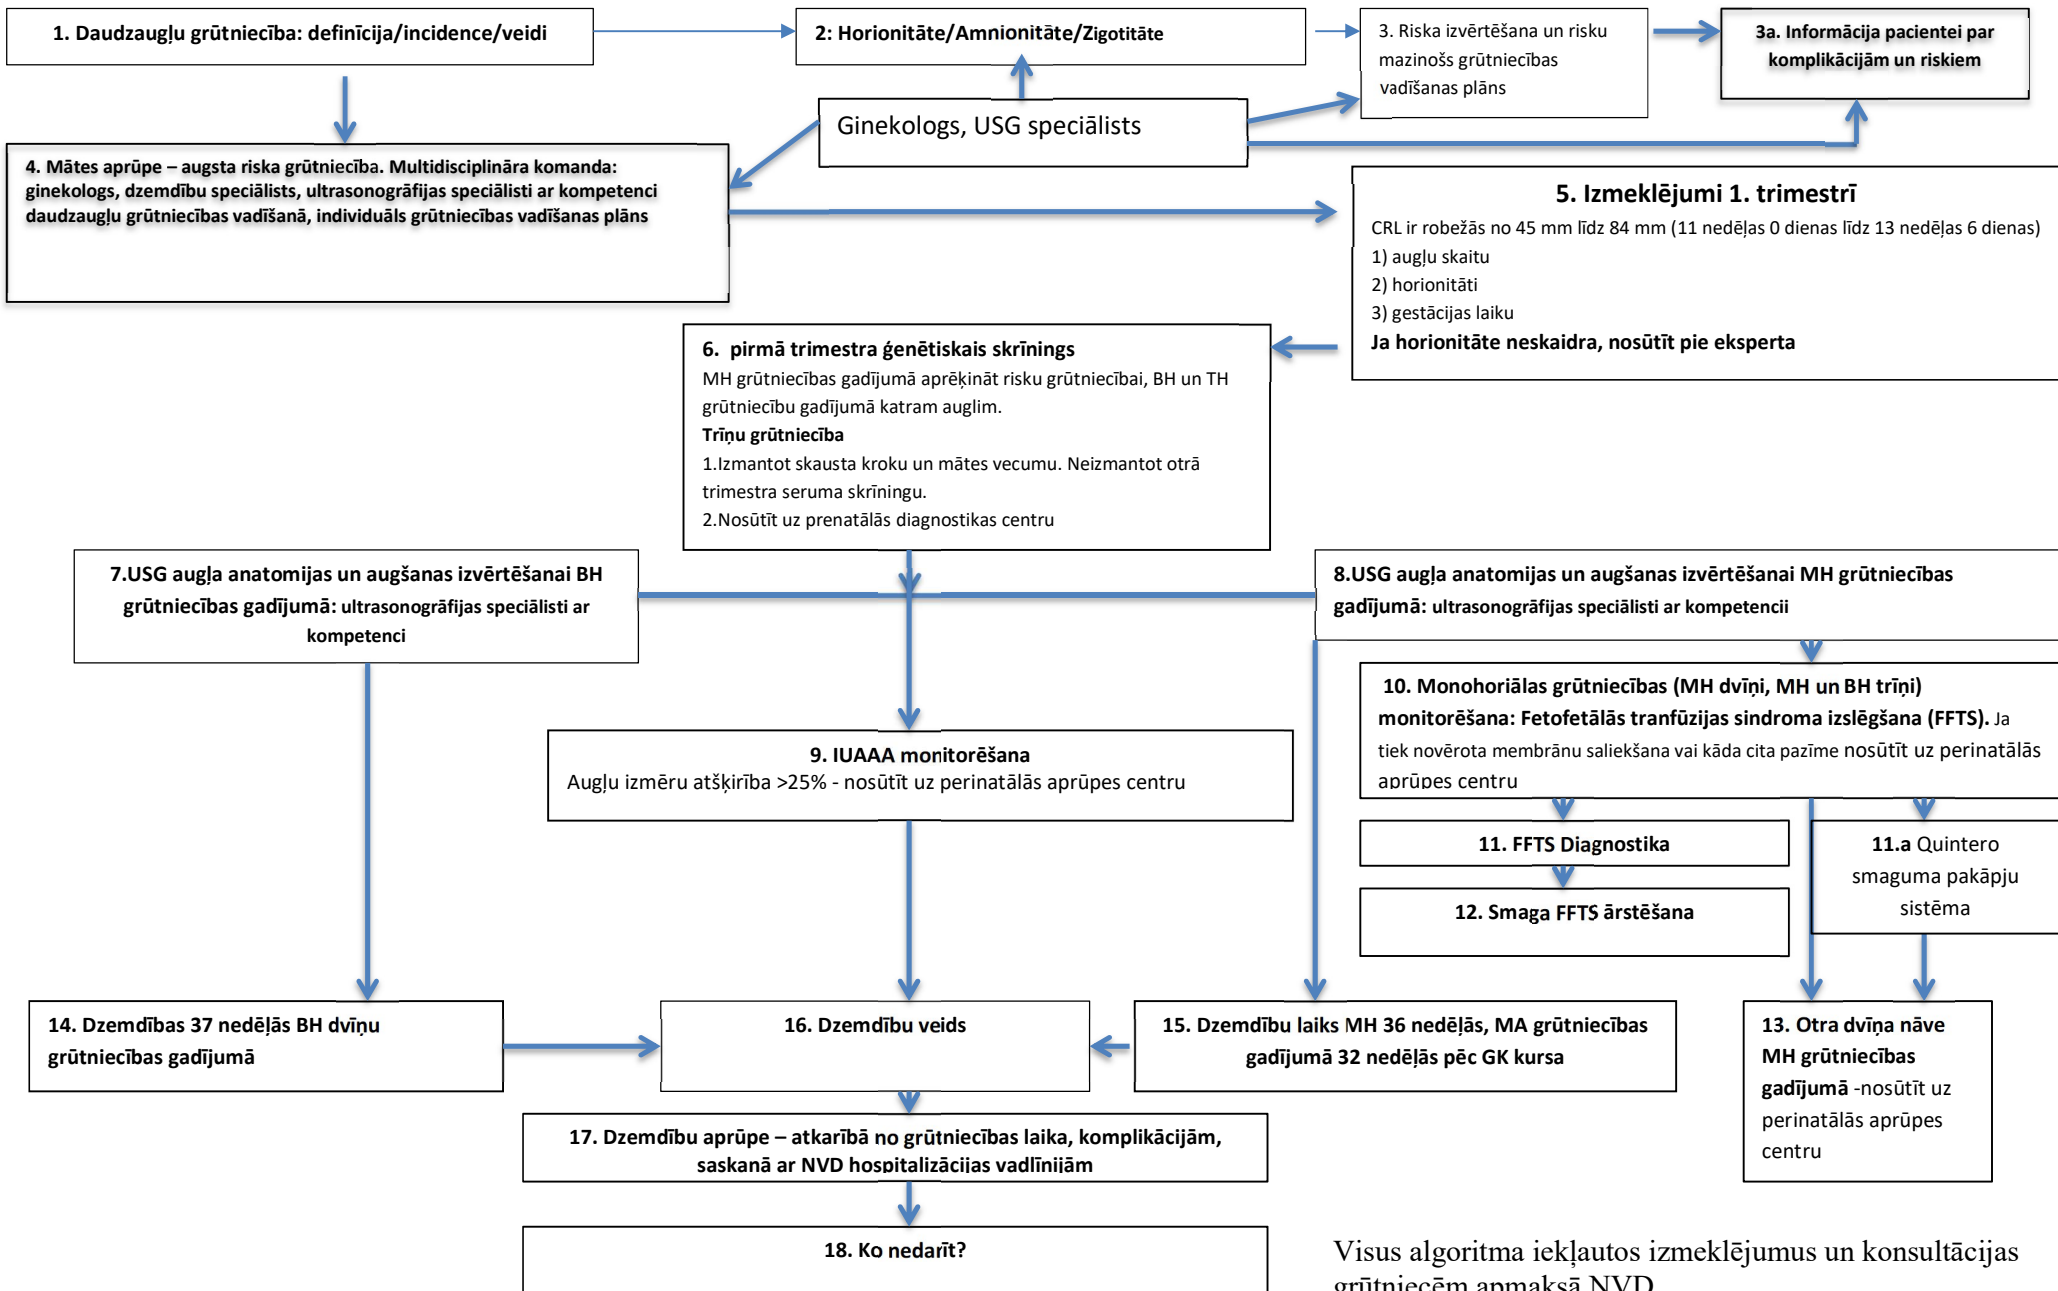 1. Daudzaugļu grūtniecība: definīcija/incidence/veidi
2: Horionitāte/Amnionitāte/Zigotitāte
3. Riska izvērtēšana un risku
mazinošs grūtniecības
vadīšanas plāns
3a. Informācija pacientei par
komplikācijām un riskiem
Ginekologs, USG speciālists
4. Mātes aprūpe – augsta riska grūtniecība. Multidisciplināra komanda:
ginekologs, dzemdību speciālists, ultrasonogrāfijas speciālisti ar kompetenci
daudzaugļu grūtniecības vadīšanā, individuāls grūtniecības vadīšanas plāns
5. Izmeklējumi 1. trimestrī
CRL ir robežās no 45 mm līdz 84 mm (11 nedēļas 0 dienas līdz 13 nedēļas 6 dienas)
1) augļu skaitu
2) horionitāti
3) gestācijas laiku
Ja horionitāte neskaidra, nosūtīt pie eksperta
6. pirmā trimestra ģenētiskais skrīnings
MH grūtniecības gadījumā aprēķināt risku grūtniecībai, BH un TH
grūtniecību gadījumā katram auglim.
Trīņu grūtniecība
1.Izmantot skausta kroku un mātes vecumu. Neizmantot otrā
trimestra seruma skrīningu.
2.Nosūtīt uz prenatālās diagnostikas centru
7.USG augļa anatomijas un augšanas izvērtēšanai BH
grūtniecības gadījumā: ultrasonogrāfijas speciālisti ar
kompetenci
8.USG augļa anatomijas un augšanas izvērtēšanai MH grūtniecības
gadījumā: ultrasonogrāfijas speciālisti ar kompetencii
9. IUAAA monitorēšana
Augļu izmēru atšķirība >25% - nosūtīt uz perinatālās aprūpes centru
10. Monohoriālas grūtniecības (MH dvīņi, MH un BH trīņi)
monitorēšana: Fetofetālās tranfūzijas sindroma izslēgšana (FFTS). Ja
tiek novērota membrānu saliekšana vai kāda cita pazīme nosūtīt uz perinatālās
aprūpes centru
11. FFTS Diagnostika
11.a Quintero
smaguma pakāpju
sistēma
12. Smaga FFTS ārstēšana
14. Dzemdības 37 nedēļās BH dvīņu
grūtniecības gadījumā
16. Dzemdību veids
15. Dzemdību laiks MH 36 nedēļās, MA grūtniecības
gadījumā 32 nedēļās pēc GK kursa
13. Otra dvīņa nāve
MH grūtniecības
gadījumā -nosūtīt uz
perinatālās aprūpes
centru
17. Dzemdību aprūpe – atkarībā no grūtniecības laika, komplikācijām,
saskanā ar NVD hospitalizācijas vadlīnijām
18. Ko nedarīt?
Visus algoritma iekļautos izmeklējumus un konsultācijas
grūtniecēm apmaksā NVD